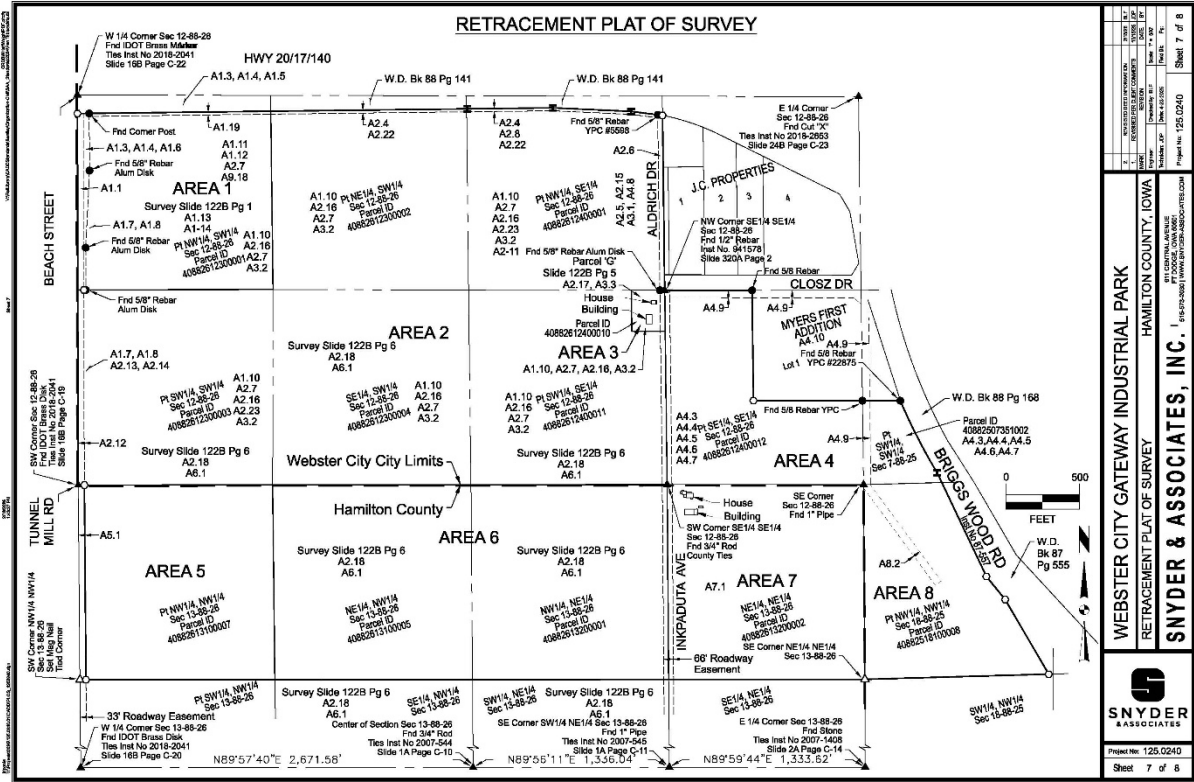 RETRACEMENT PLAT OF SURVEY
W 1/4 Corner Sec 12-88-26
Fnd IDOT Brass Marker
Ties Inst No 2018-2041
Slide 16B Page C-22
HWY 20/17/140
A1.3, A1.4, A1.5
W.D. Bk 88 Pg 141
W.D. Bk 88 Pg 141
E 1/4 Corner
Sec 12-88-26
Fnd Cut "X"
Ties Inst No 2018-2653
Slide 24B Page C-23
Fnd Corner Post
A1.19
A2.4
A2.22
A2.4
A2.8
A2.22
Fnd 5/8" Rebar
YPC #5598
A1.3, A1.4, A1.6
Fnd 5/8" Rebar
Alum Disk
A1.11
A1.12
A2.7
A9.18
A2.6
A1.1
AREA 1
Survey Slide 122B Pg 1
A1.13
A1-14
Pt NW1/4, SW1/4
Sec 12-88-26
Parcel ID
40882612300001
A1.10
A2.16
A2.7
A3.2
A1.7, A1.8
Fnd 5/8" Rebar
Alum Disk
BEACH STREET
A1.10
A2.16
A2.7
A3.2
Pt NE1/4, SW1/4
Sec 12-88-26
Parcel ID
40882612300002
A1.10
A2.7
A2.16
A2.23
A3.2
A2-11
Pt NW1/4, SE1/4
Sec 12-88-26
Parcel ID
40882612400001
A2.5, A2.15
A3.1, A4.8
ALDRICH DR
J.C. PROPERTIES
1
2
3
4
NW Corner SE1/4 SE1/4
Sec 12-88-26
Fnd 1/2" Rebar
Inst No. 941578
Slide 320A Page 2
Fnd 5/8" Rebar Alum Disk
Parcel 'G'
Slide 122B Pg 5
A2.17, A3.3
Fnd 5/8 Rebar
CLOSZ DR
Fnd 5/8" Rebar
Alum Disk
AREA 2
Survey Slide 122B Pg 6
A2.18
A6.1
House
Building
Parcel ID
40882612400010
AREA 3
A1.10, A2.7, A2.16, A3.2
A4.9
A4.9
MYERS FIRST
ADDITION
A4.10
A4.9
Fnd 5/8 Rebar
YPC #22875
Lot 1
A1.7, A1.8
A2.13, A2.14
SW Corner Sec 12-88-26
Fnd IDOT Brass Disk
Ties Inst No 2018-2041
Slide 16B Page C-19
Pt SW1/4, SW1/4
Sec 12-88-26
Parcel ID
40882612300003
A1.10
A2.7
A2.16
A2.23
A3.2
SE1/4, SW1/4
Sec 12-88-26
Parcel ID
40882612300004
A1.10
A2.16
A2.7
A3.2
A1.10
A2.16
A2.7
A3.2
Pt SW1/4, SE1/4
Sec 12-88-26
Parcel ID
40882612400011
A4.3
A4.4
A4.5
A4.6
A4.7
Pt SE1/4, SE1/4
Sec 12-88-26
Parcel ID
40882612400012
Fnd 5/8 Rebar YPC
W.D. Bk 88 Pg 168
Parcel ID
40882507351002
A4.3,A4.4,A4.5
A4.6,A4.7
A4.9
Pt
SW1/4,
SW1/4
Sec 7-88-25
A2.12
Survey Slide 122B Pg 6
A2.18
A6.1
Survey Slide 122B Pg 6
A2.18
A6.1
AREA 4
Webster City City Limits
Hamilton County
BRIGGS WOOD RD
Inst No 87-557
0
500
FEET
TUNNEL
MILL RD
A5.1
House
Building
SW Corner SE1/4 SE1/4
Sec 12-88-26
Fnd 3/4" Rod
County Ties
SE Corner
Sec 12-88-26
Fnd 1" Pipe
W.D.
Bk 87
Pg 555
AREA 6
Survey Slide 122B Pg 6
A2.18
A6.1
Survey Slide 122B Pg 6
A2.18
A6.1
AREA 5
AREA 7
A7.1
A8.2
AREA 8
Pt NW1/4, NW1/4
Sec 13-88-26
Parcel ID
40882613100007
NE1/4, NW1/4
Sec 13-88-26
Parcel ID
40882613100005
NW1/4, NE1/4
Sec 13-88-26
Parcel ID
40882613200001
INKPADUTA AVE
NE1/4, NE1/4
Sec 13-88-26
Parcel ID
40882613200002
Pt NW1/4, NW1/4
Sec 18-88-25
Parcel ID
40882518100008
SW Corner NW1/4 NW1/4
Sec 13-88-26
Set Mag Nail
Tied Corner
SE Corner NE1/4 NE1/4
Sec 13-88-26
66' Roadway
Easement
Pt SW1/4, NW1/4
Sec 13-88-26
Survey Slide 122B Pg 6
A2.18
A6.1
SE1/4, NW1/4
Sec 13-88-26
SW1/4, NE1/4
Sec 13-88-26
Survey Slide 122B Pg 6
A2.18
A6.1
SE1/4, NE1/4
Sec 13-88-26
SW1/4, NW1/4
Sec 18-88-25
33' Roadway Easement
W 1/4 Corner Sec 13-88-26
Fnd IDOT Brass Disk
Ties Inst No 2018-2041
Slide 16B Page C-20
Center of Section Sec 13-88-26
Fnd 3/4" Rod
Ties Inst No 2007-544
Slide 1A Page C-10
SE Corner SW1/4 NE1/4 Sec 13-88-26
Fnd 1" Pipe
Ties Inst No 2007-545
Slide 1A Page C-11
E 1/4 Corner Sec 13-88-26
Fnd Stone
Ties Inst No 2007-1408
Slide 2A Page C-14
N89°57'40"E 2,671.58'
N89°56'11"E 1,336.04'
N89°59'44"E 1,333.62'
WEBSTER CITY GATEWAY INDUSTRIAL PARK
RETRACEMENT PLAT OF SURVEY
HAMILTON COUNTY, IOWA
SNYDER & ASSOCIATES, INC.
MARK
REVISION
DATE
BY
Project No: 125.0240
Sheet 7 of 8
SNYDER
& ASSOCIATES
Project No: 125.0240
Sheet 7 of 8